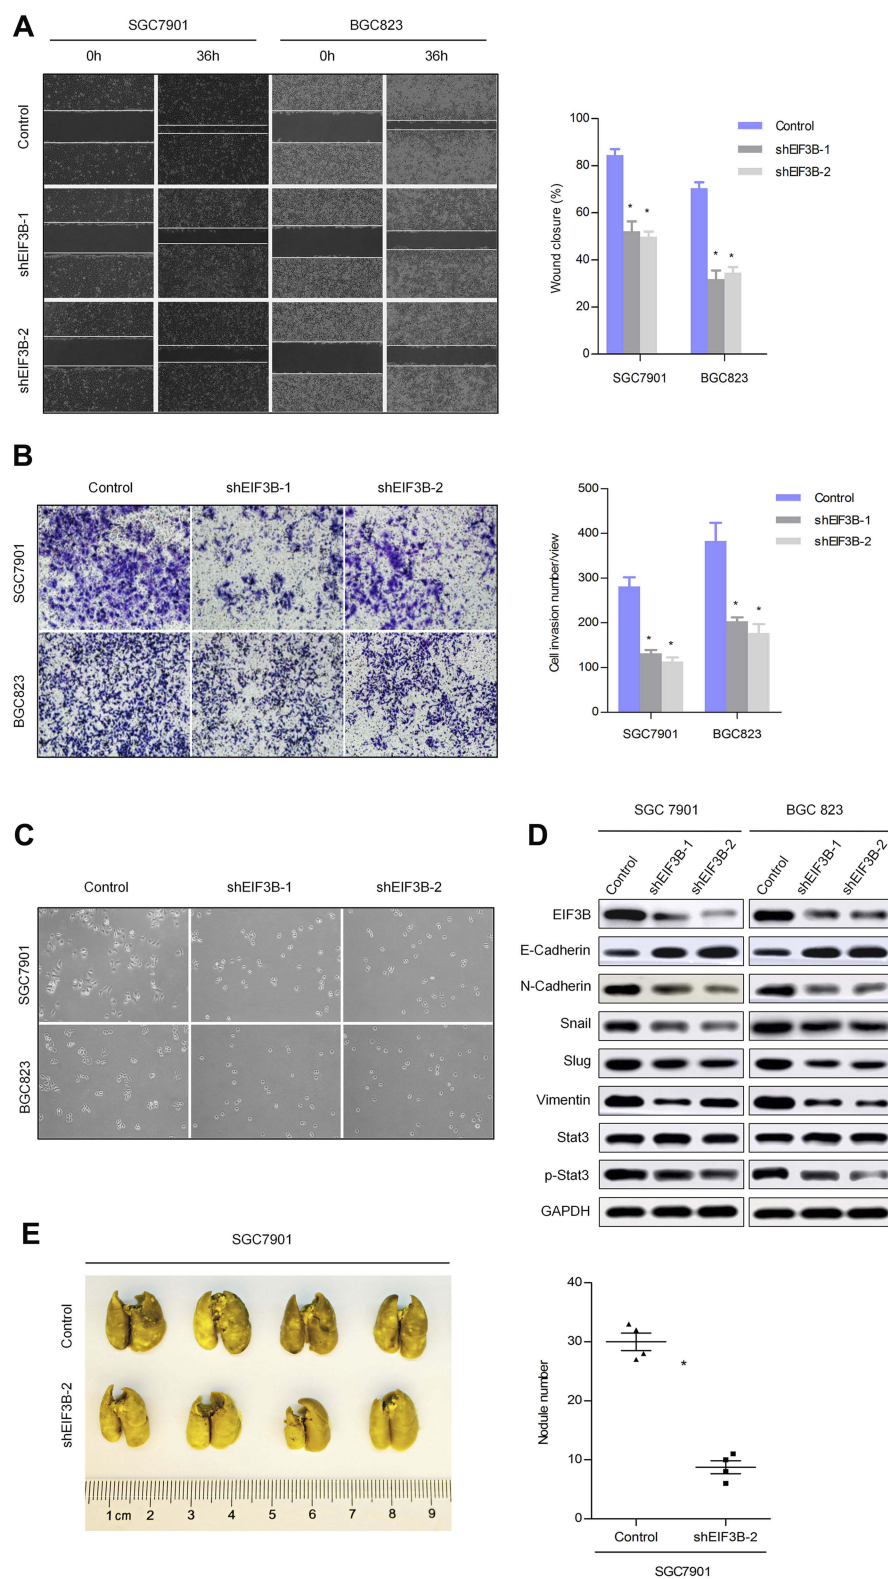 A
SGC7901 BGC823
0h 36h 0h 36h
Control
shEIF3B-1
shEIF3B-2
Wound closure (%)
100
80
60
40
20
0
Control
shEIF3B-1
shEIF3B-2
* *
* *
SGC7901 BGC823
B
Control shEIF3B-1 shEIF3B-2
SGC7901
BGC823
Cell invasion number/view
500
400
300
200
100
0
Control
shEIF3B-1
shEIF3B-2
* *
* *
SGC7901 BGC823
C
Control shEIF3B-1 shEIF3B-2
SGC7901
BGC823
D
SGC 7901 BGC 823
Control shEIF3B-1 shEIF3B-2 Control shEIF3B-1 shEIF3B-2
EIF3B
E-Cadherin
N-Cadherin
Snail
Slug
Vimentin
Stat3
p-Stat3
GAPDH
E
SGC7901
Control
shEIF3B-2
1 cm 2 3 4 5 6 7 8 9
Nodule number
40
30
20
10
0
*
Control shEIF3B-2
SGC7901